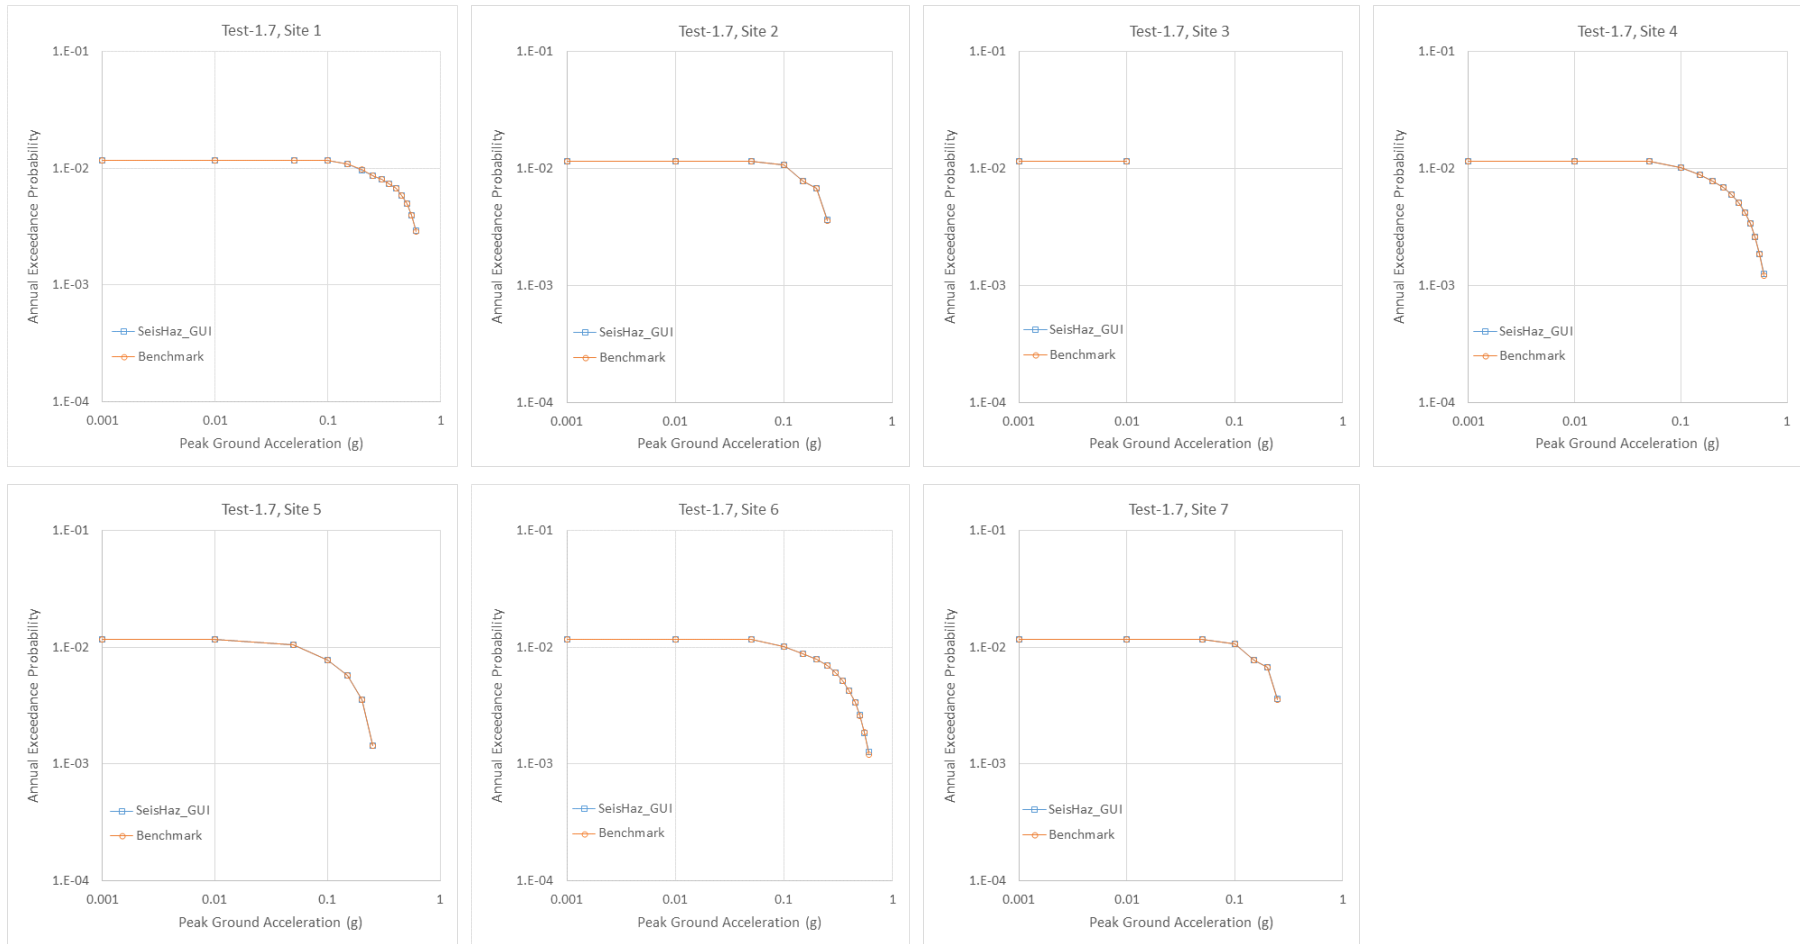 Test-1.7, Site 1
1.E-01
1.E-02
1.E-03
1.E-04
Annual Exceedance Probability
SeisHaz_GUI
Benchmark
0.001 0.01 0.1 1
Peak Ground Acceleration (g)
Test-1.7, Site 2
1.E-01
1.E-02
1.E-03
1.E-04
Annual Exceedance Probability
SeisHaz_GUI
Benchmark
0.001 0.01 0.1 1
Peak Ground Acceleration (g)
Test-1.7, Site 3
1.E-01
1.E-02
1.E-03
1.E-04
Annual Exceedance Probability
SeisHaz_GUI
Benchmark
0.001 0.01 0.1 1
Peak Ground Acceleration (g)
Test-1.7, Site 4
1.E-01
1.E-02
1.E-03
1.E-04
Annual Exceedance Probability
SeisHaz_GUI
Benchmark
0.001 0.01 0.1 1
Peak Ground Acceleration (g)
Test-1.7, Site 5
1.E-01
1.E-02
1.E-03
1.E-04
Annual Exceedance Probability
SeisHaz_GUI
Benchmark
0.001 0.01 0.1 1
Peak Ground Acceleration (g)
Test-1.7, Site 6
1.E-01
1.E-02
1.E-03
1.E-04
Annual Exceedance Probability
SeisHaz_GUI
Benchmark
0.001 0.01 0.1 1
Peak Ground Acceleration (g)
Test-1.7, Site 7
1.E-01
1.E-02
1.E-03
1.E-04
Annual Exceedance Probability
SeisHaz_GUI
Benchmark
0.001 0.01 0.1 1
Peak Ground Acceleration (g)